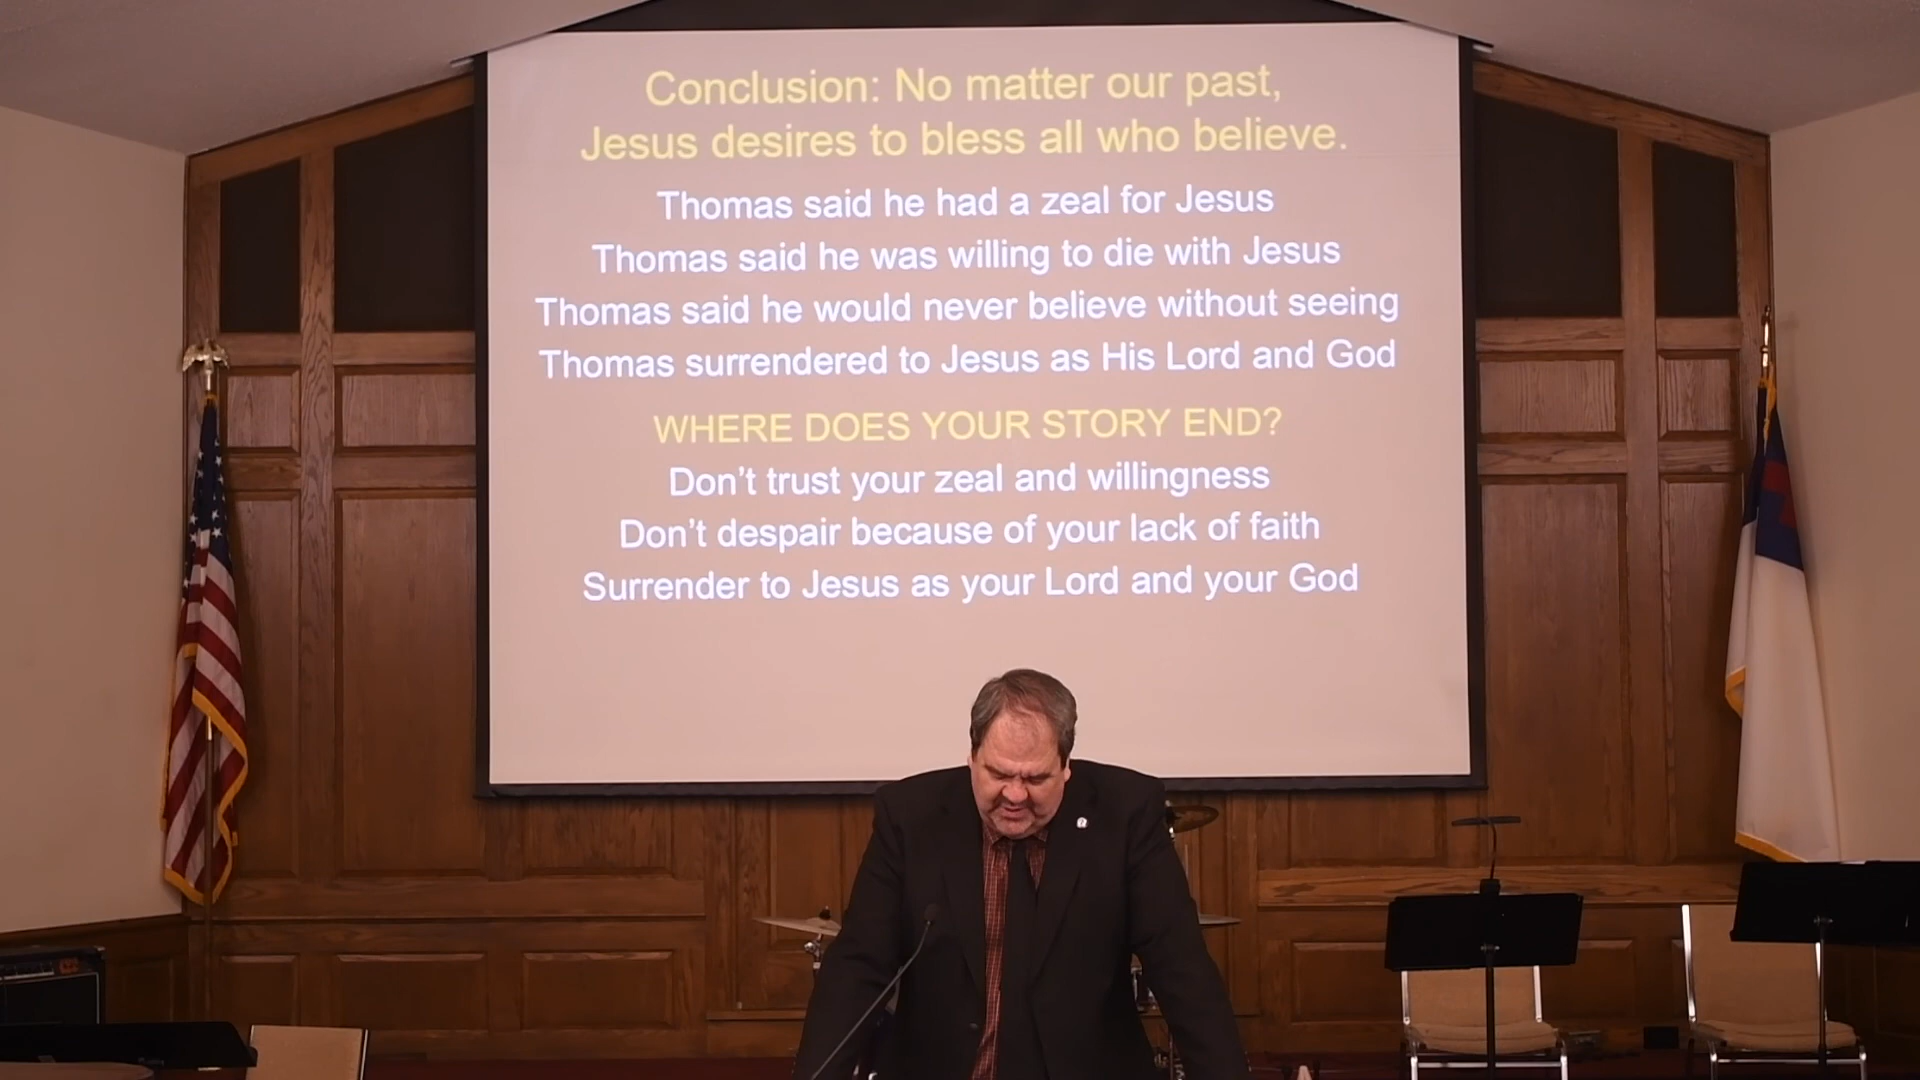 Conclusion: No matter our past,
Jesus desires to bless all who believe.
Thomas said he had a zeal for Jesus
Thomas said he was willing to die with Jesus
Thomas said he would never believe without seeing
Thomas surrendered to Jesus as His Lord and God
WHERE DOES YOUR STORY END?
Don’t trust your zeal and willingness
Don’t despair because of your lack of faith
Surrender to Jesus as your Lord and your God